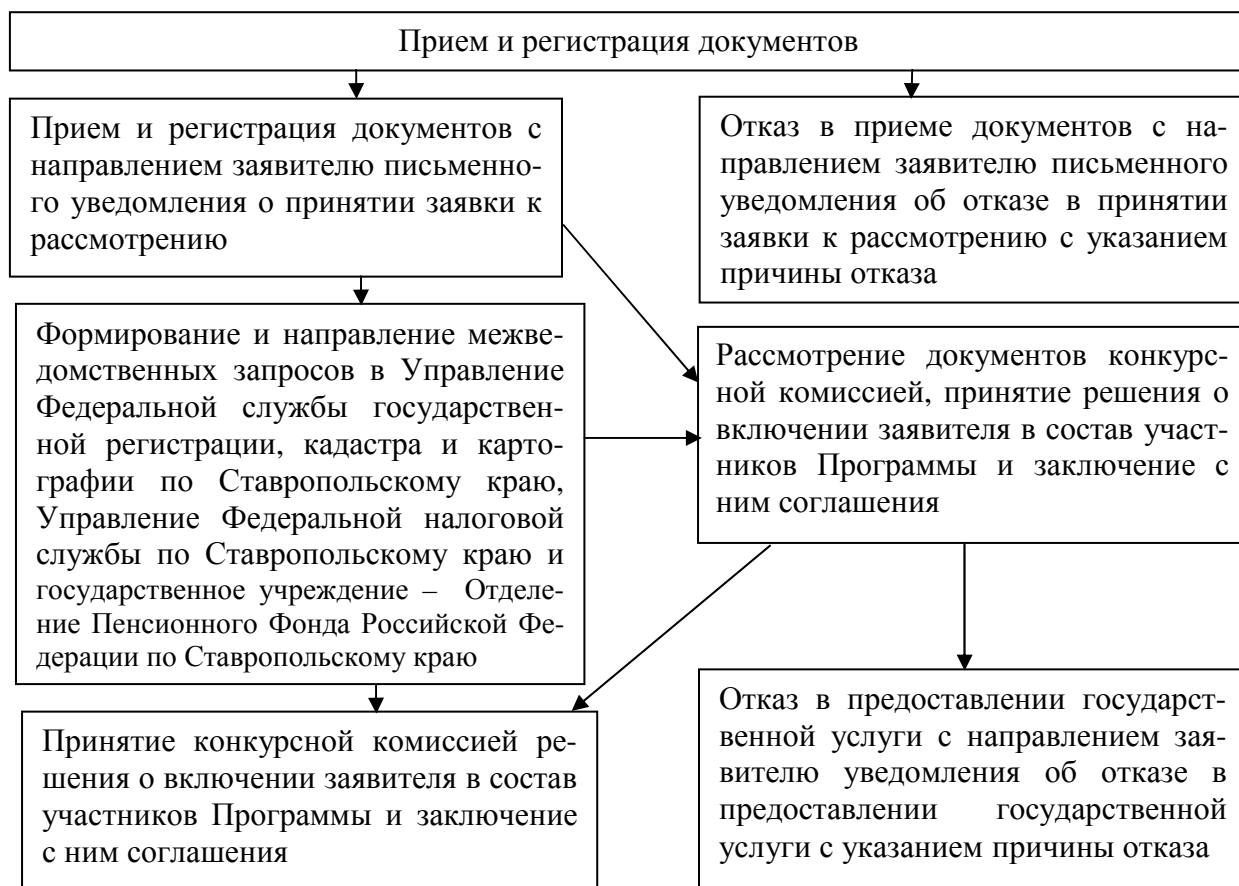 Прием и регистрация документов
Прием и регистрация документов с
направлением заявителю письменно-
го уведомления о принятии заявки к
рассмотрению
Отказ в приеме документов с на-
правлением заявителю письменного
уведомления об отказе в принятии
заявки к рассмотрению с указанием
причины отказа
Формирование и направление межве-
домственных запросов в Управление
Федеральной службы государствен-
ной регистрации, кадастра и карто-
графии по Ставропольскому краю,
Управление Федеральной налоговой
службы по Ставропольскому краю и
государственное учреждение – Отделе-
ние Пенсионного Фонда Российской Фе-
дерации по Ставропольскому краю
Рассмотрение документов конкурс-
ной комиссией, принятие решения о
включении заявителя в состав участ-
ников Программы и заключение с
ним соглашения
Принятие конкурсной комиссией ре-
шения о включении заявителя в состав
участников Программы и заключение
с ним соглашения
Отказ в предоставлении государст-
венной услуги с направлением зая-
вителю уведомления об отказе в
предоставлении государственной
услуги с указанием причины отказа